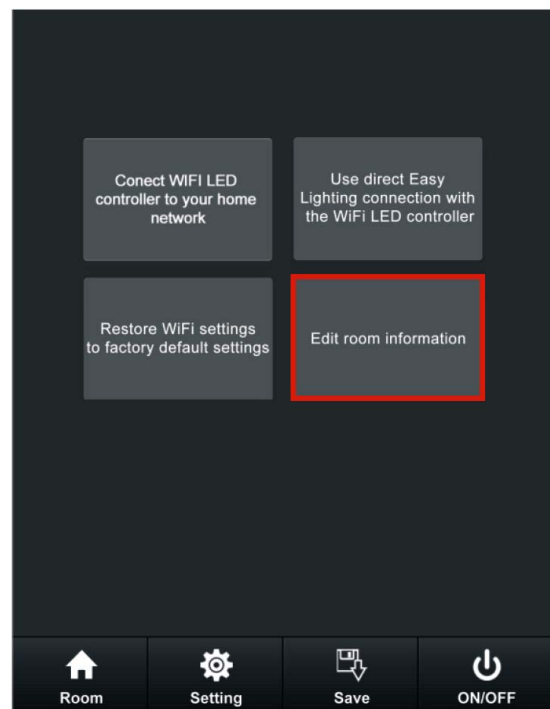 Conect WIFI LED
controller to your home
network
Use direct Easy
Lighting connection with
the WiFi LED controller
Restore WiFi settings
to factory default settings
Edit room information
Room
Setting
Save
ON/OFF